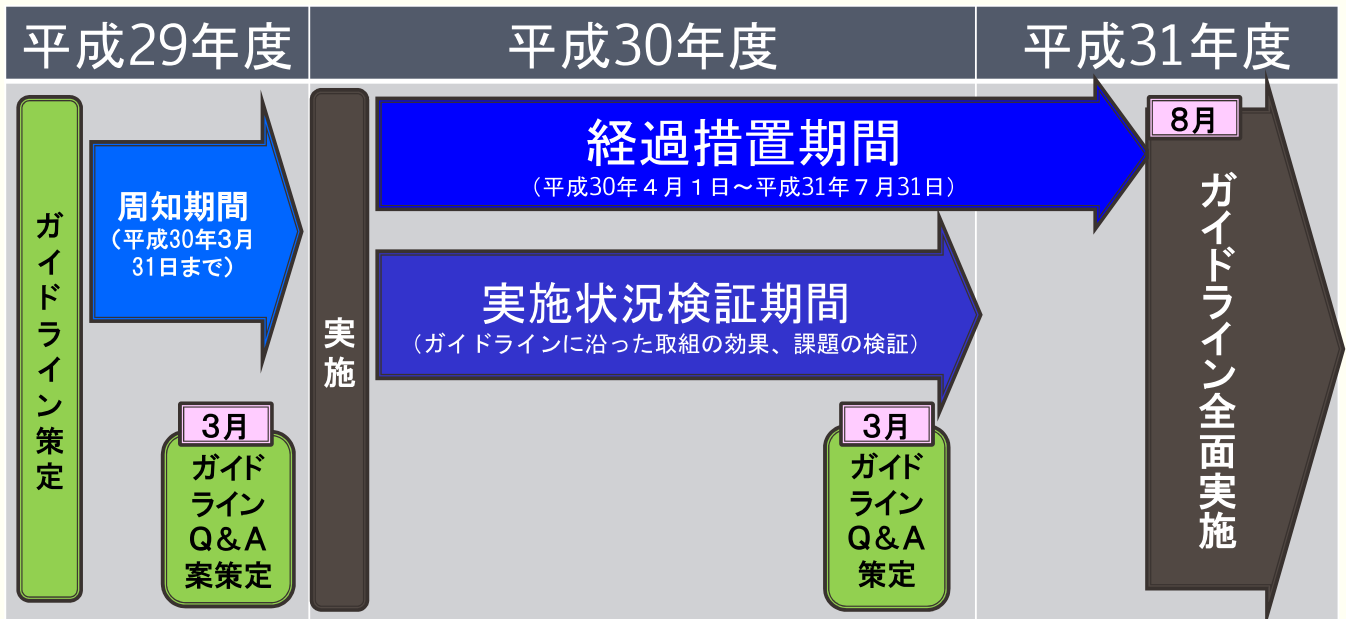 平成29年度
平成30年度
平成31年度
ガイドライン策定
周知期間
（平成30年3月
31日まで）
3月
ガイド
ライン
Q＆A
案策定
実施
経過措置期間
（平成30年４月１日～平成31年７月31日）
実施状況検証期間
（ガイドラインに沿った取組の効果、課題の検証）
3月
ガイド
ライン
Q＆A
策定
8月
ガイドライン全面実施